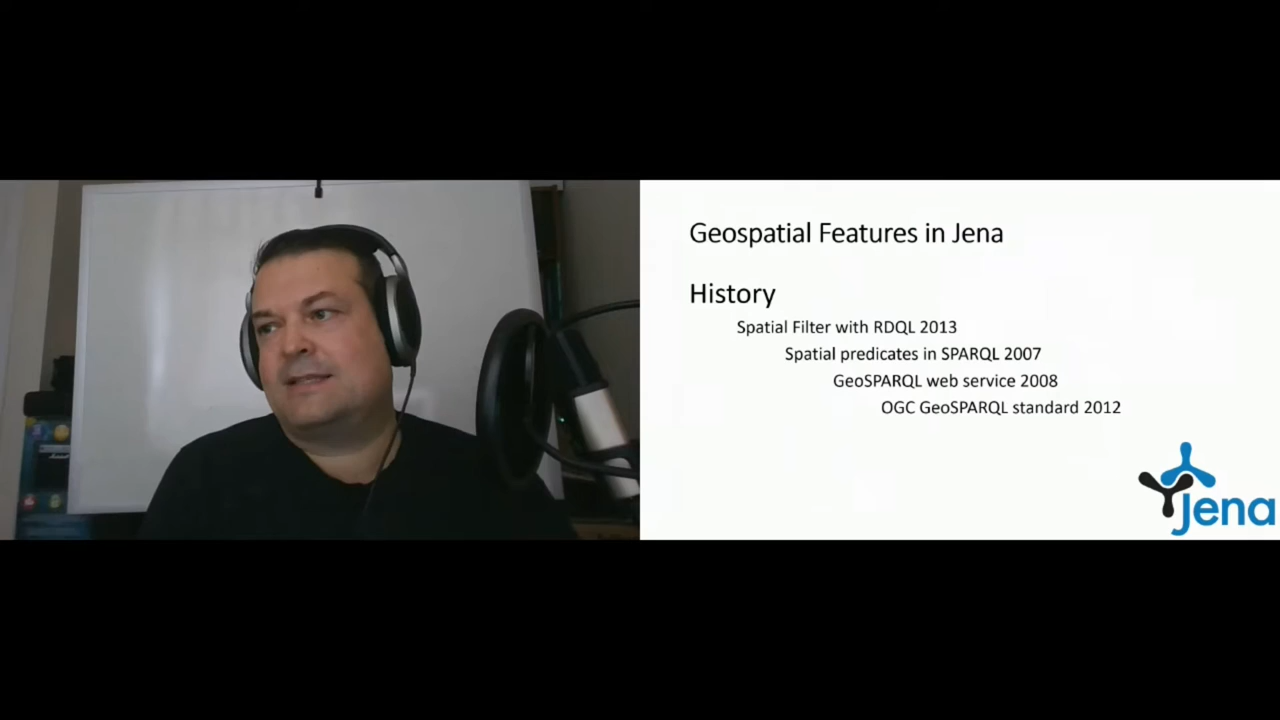 Geospatial Features in Jena
History
Spatial Filter with RDQL 2013
Spatial predicates in SPARQL 2007
GeoSPARQL web service 2008
OGC GeoSPARQL standard 2012
Jena